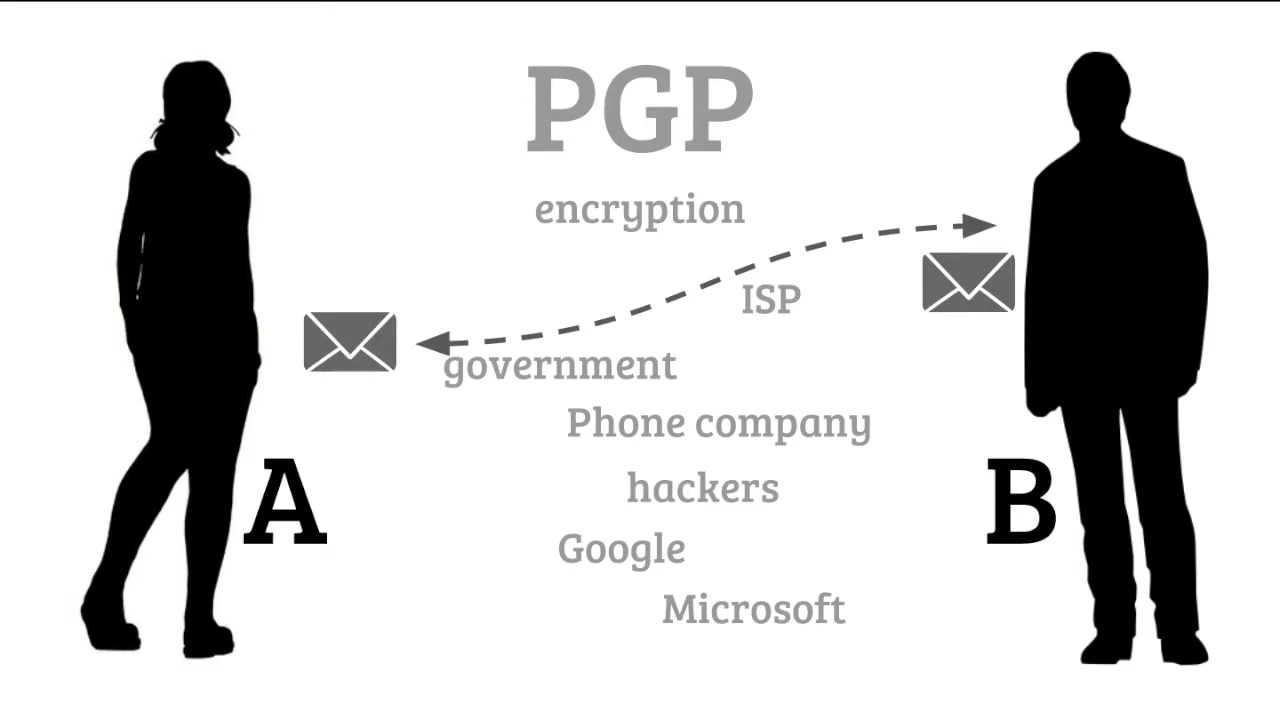 PGP
encryption
ISP
government
Phone company
A
B
hackers
Google
Microsoft